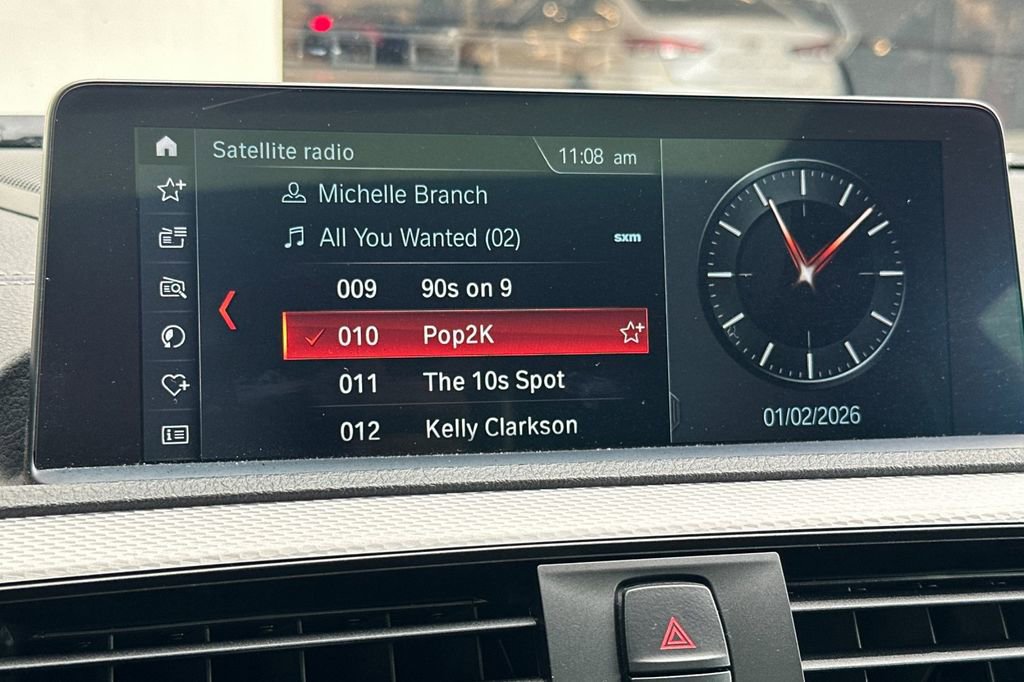 Satellite radio 11:08 am
Michelle Branch
All You Wanted (02) sxm
009 90s on 9
010 Pop2K
011 The 10s Spot
012 Kelly Clarkson
01/02/2026